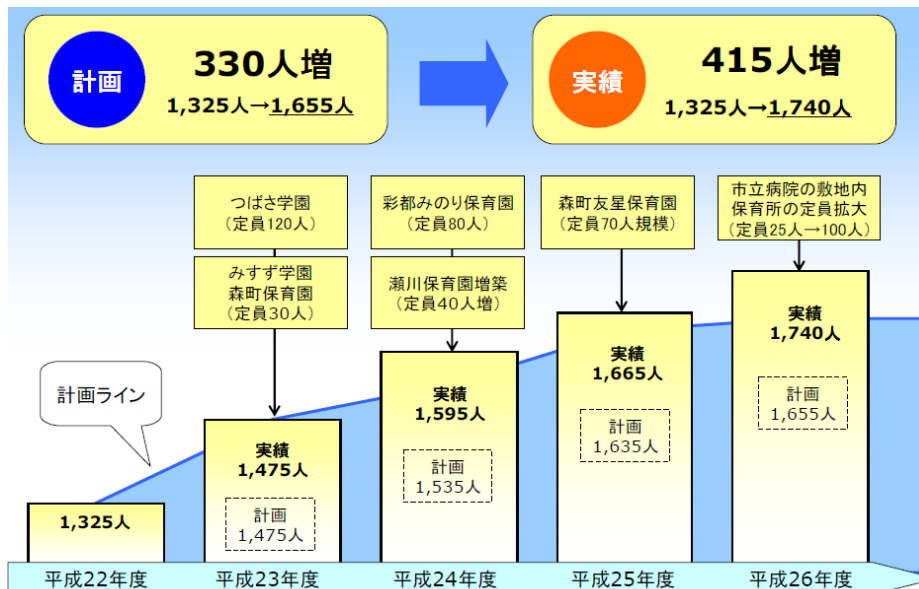 計画
330人増
1,325人→1,655人
実績
415人増
1,325人→1,740人
つばさ学園
(定員120人)
みすず学園
森町保育園
(定員30人)
彩都みのり保育園
(定員80人)
瀬川保育園増築
(定員40人増)
森町友星保育園
(定員70人規模)
市立病院の敷地内
保育所の定員拡大
(定員25人→100人)
計画ライン
1,325人
実績
1,475人
計画
1,475人
実績
1,595人
計画
1,535人
実績
1,665人
計画
1,635人
実績
1,740人
計画
1,655人
平成22年度
平成23年度
平成24年度
平成25年度
平成26年度